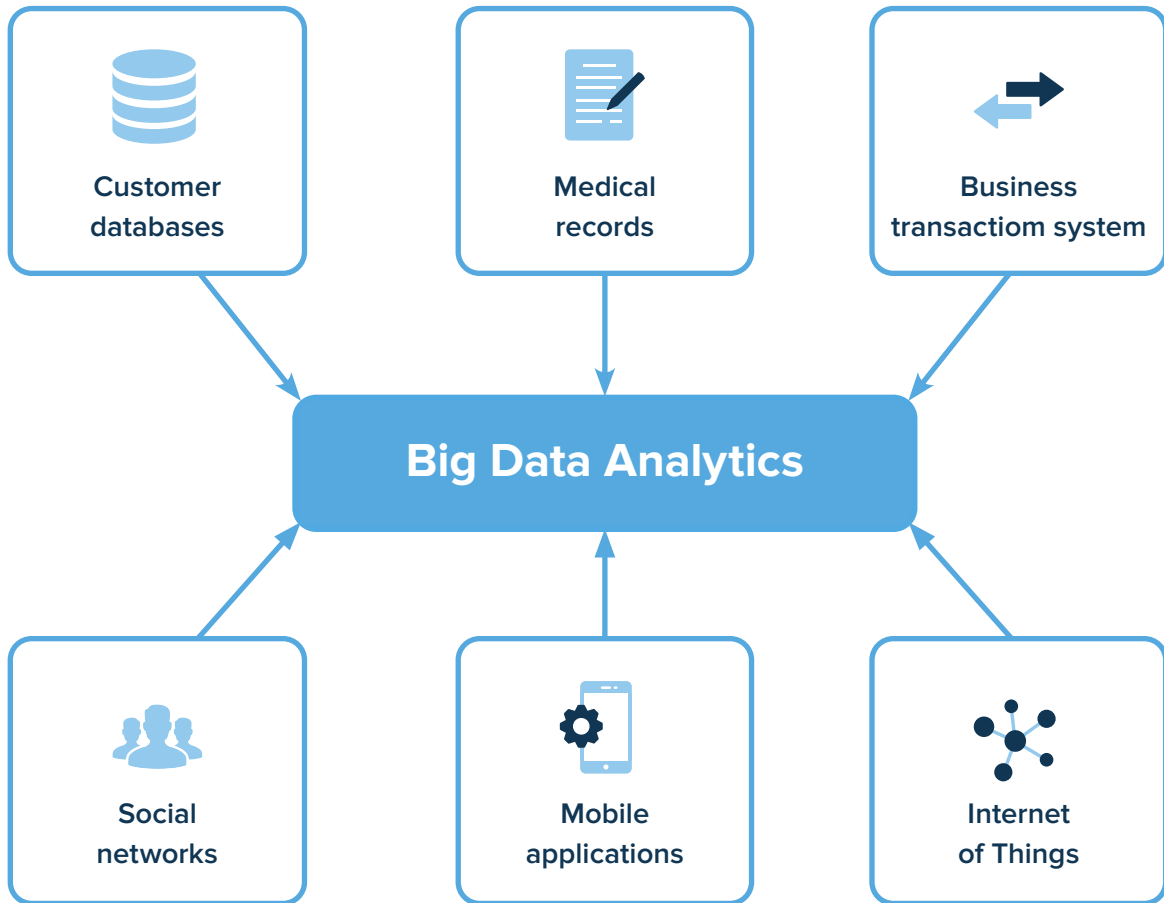 Customer
databases
Medical
records
Business
transactiom system
Big Data Analytics
Social
networks
Mobile
applications
Internet
of Things